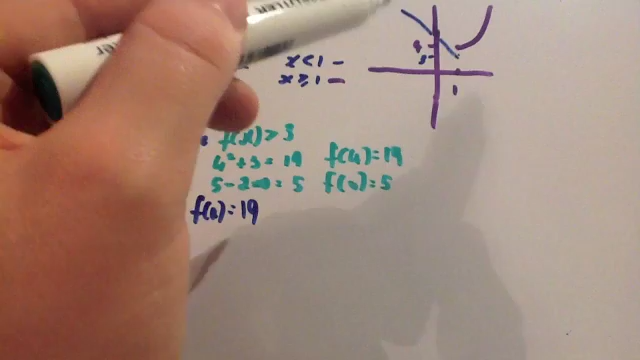 x < 1 -
x ≥ 1 -
4
3
1
f(x) > 3
4²+3 = 19 f(4) = 19
5-2×0 = 5 f(0) = 5
f(a) = 19